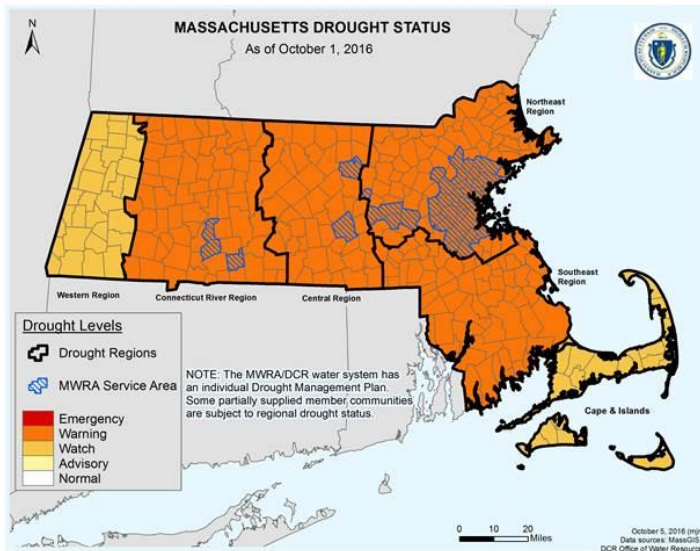 MASSACHUSETTS DROUGHT STATUS
As of October 1, 2016
N
Northeast
Region
Southeast
Region
Western Region
Connecticut River Region
Central Region
Cape & Islands
Drought Levels
Drought Regions
MWRA Service Area
Emergency
Warning
Watch
Advisory
Normal
NOTE: The MWRA/DCR water system has
an individual Drought Management Plan.
Some partially supplied member communities
are subject to regional drought status.
0 10 20
Miles
October 5, 2016
Data sources: MassGIS
DCR Office of Water